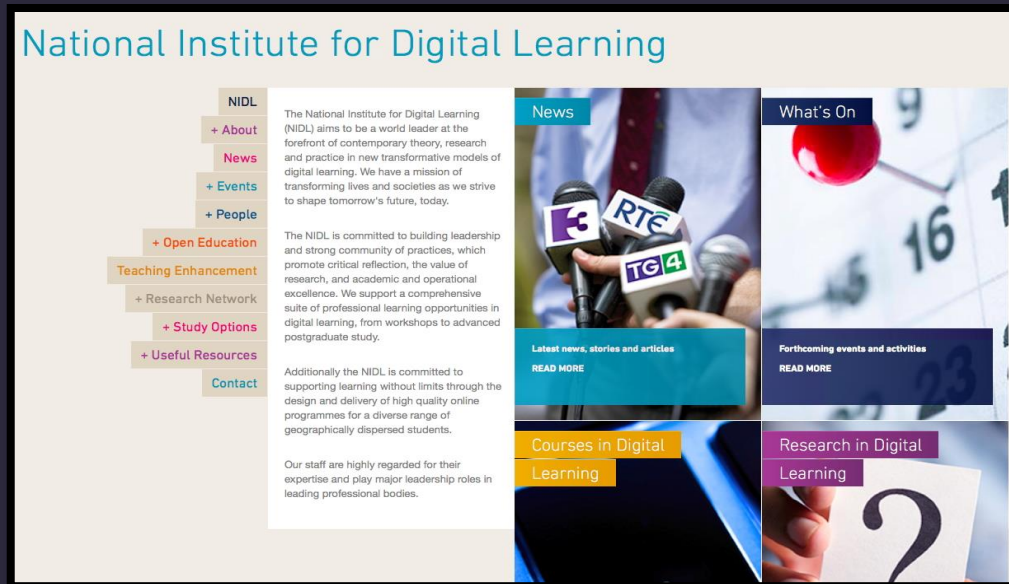 National Institute for Digital Learning
NIDL
+ About
News
+ Events
+ People
+ Open Education
Teaching Enhancement
+ Research Network
+ Study Options
+ Useful Resources
Contact
The National Institute for Digital Learning
(NIDL) aims to be a world leader at the
forefront of contemporary theory, research
and practice in new transformative models of
digital learning. We have a mission of
transforming lives and societies as we strive
to shape tomorrow's future, today.
The NIDL is committed to building leadership
and strong community of practices, which
promote critical reflection, the value of
research, and academic and operational
excellence. We support a comprehensive
suite of professional learning opportunities in
digital learning, from workshops to advanced
postgraduate study.
Additionally the NIDL is committed to
supporting learning without limits through the
design and delivery of high quality online
programmes for a diverse range of
geographically dispersed students.
Our staff are highly regarded for their
expertise and play major leadership roles in
leading professional bodies.
News
3
RTÉ
TG4
Latest news, stories and articles
READ MORE
What's On
9
16
23
Forthcoming events and activities
READ MORE
Courses in Digital
Learning
Research in Digital
Learning
?